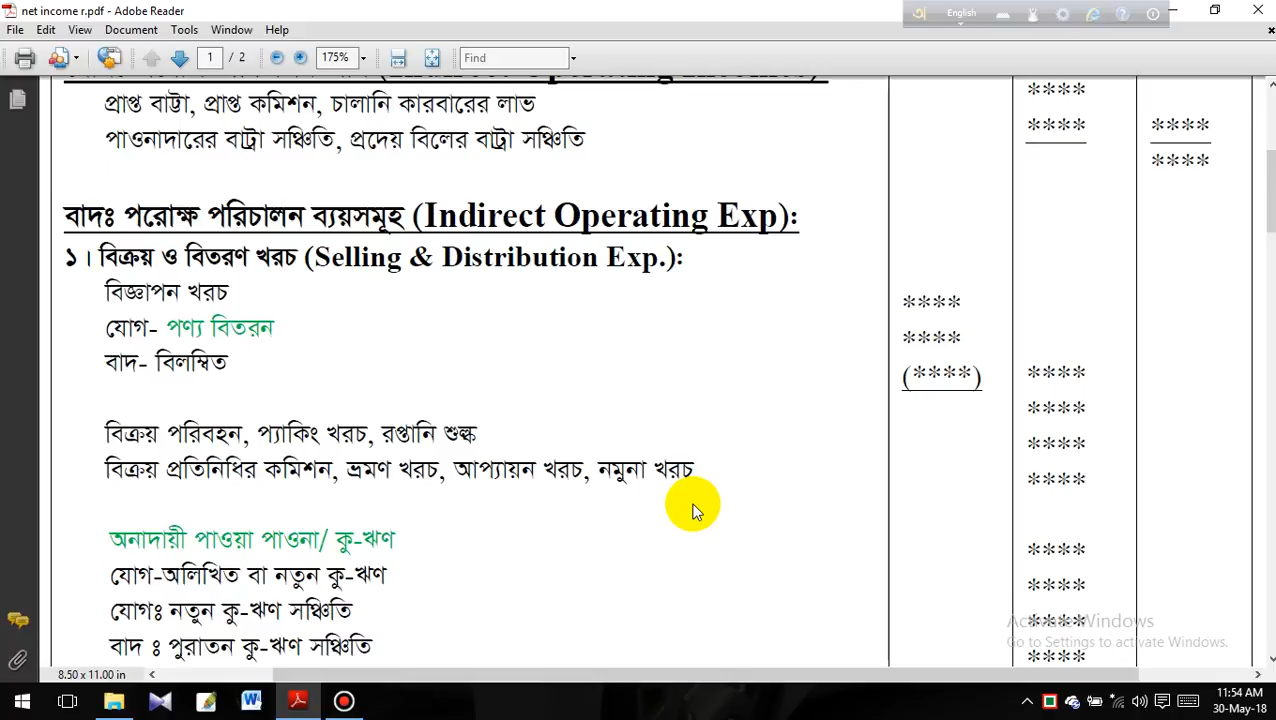 net income r.pdf - Adobe Reader
English
File Edit View Document Tools Window Help
1 / 2 175% Find
প্রাপ্ত বাট্টা, প্রাপ্ত কমিশন, চালানি কারবারের লাভ ****
পাওনাদারের বাট্রা সঞ্চিতি, প্রদেয় বিলের বাট্রা সঞ্চিতি **** ****
****
বাদঃ পরোক্ষ পরিচালন ব্যয়সমূহ (Indirect Operating Exp):
১। বিক্রয় ও বিতরণ খরচ (Selling & Distribution Exp.):
বিজ্ঞাপন খরচ ****
যোগ- পণ্য বিতরন ****
বাদ- বিলম্বিত (****) ****
****
বিক্রয় পরিবহন, প্যাকিং খরচ, রপ্তানি শুল্ক ****
বিক্রয় প্রতিনিধির কমিশন, ভ্রমণ খরচ, আপ্যায়ন খরচ, নমুনা খরচ ****
অনাদায়ী পাওয়া পাওনা/ কু-ঋণ ****
যোগ-অলিখিত বা নতুন কু-ঋণ ****
যোগঃ নতুন কু-ঋণ সঞ্চিতি ****
বাদ ঃ পুরাতন কু-ঋণ সঞ্চিতি ****
Activate Windows
Go to Settings to activate Windows.
8.50 x 11.00 in
11:54 AM
30-May-18